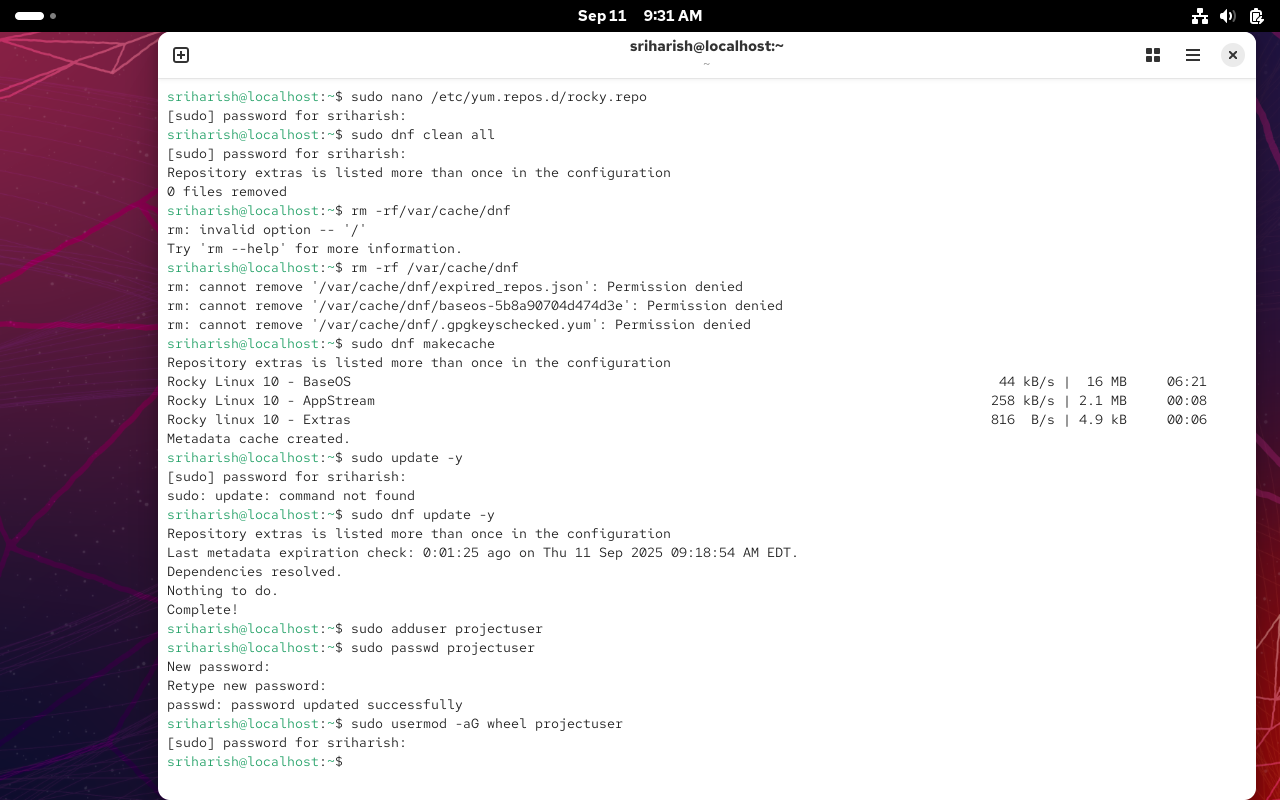 Sep 11 9:31 AM
sriharish@localhost:~
~
sriharish@localhost:~$ sudo nano /etc/yum.repos.d/rocky.repo
[sudo] password for sriharish:
sriharish@localhost:~$ sudo dnf clean all
[sudo] password for sriharish:
Repository extras is listed more than once in the configuration
0 files removed
sriharish@localhost:~$ rm -rf/var/cache/dnf
rm: invalid option -- '/'
Try 'rm --help' for more information.
sriharish@localhost:~$ rm -rf /var/cache/dnf
rm: cannot remove '/var/cache/dnf/expired_repos.json': Permission denied
rm: cannot remove '/var/cache/dnf/baseos-5b8a90704d474d3e': Permission denied
rm: cannot remove '/var/cache/dnf/.gpgkeyschecked.yum': Permission denied
sriharish@localhost:~$ sudo dnf makecache
Repository extras is listed more than once in the configuration
Rocky Linux 10 - BaseOS 44 kB/s | 16 MB 06:21
Rocky Linux 10 - AppStream 258 kB/s | 2.1 MB 00:08
Rocky linux 10 - Extras 816 B/s | 4.9 kB 00:06
Metadata cache created.
sriharish@localhost:~$ sudo update -y
[sudo] password for sriharish:
sudo: update: command not found
sriharish@localhost:~$ sudo dnf update -y
Repository extras is listed more than once in the configuration
Last metadata expiration check: 0:01:25 ago on Thu 11 Sep 2025 09:18:54 AM EDT.
Dependencies resolved.
Nothing to do.
Complete!
sriharish@localhost:~$ sudo adduser projectuser
sriharish@localhost:~$ sudo passwd projectuser
New password:
Retype new password:
passwd: password updated successfully
sriharish@localhost:~$ sudo usermod -aG wheel projectuser
[sudo] password for sriharish:
sriharish@localhost:~$